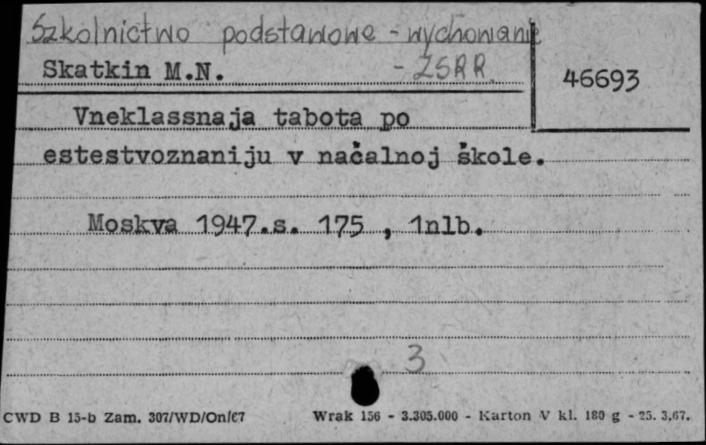 Szkolnictwo podstawowe - wychowanie
- ZSRR.
Skatkin M.N.
46693
Vneklassnaja tabota po
estestvoznaniju v načalnoj škole.
Moskva 1947.s. 175 , 1nlb.
3
CWD B 15-b Zam. 307/WD/On/67 Wrak 156 - 3.305.000 - Karton V kl. 180 g - 25. 3.67.